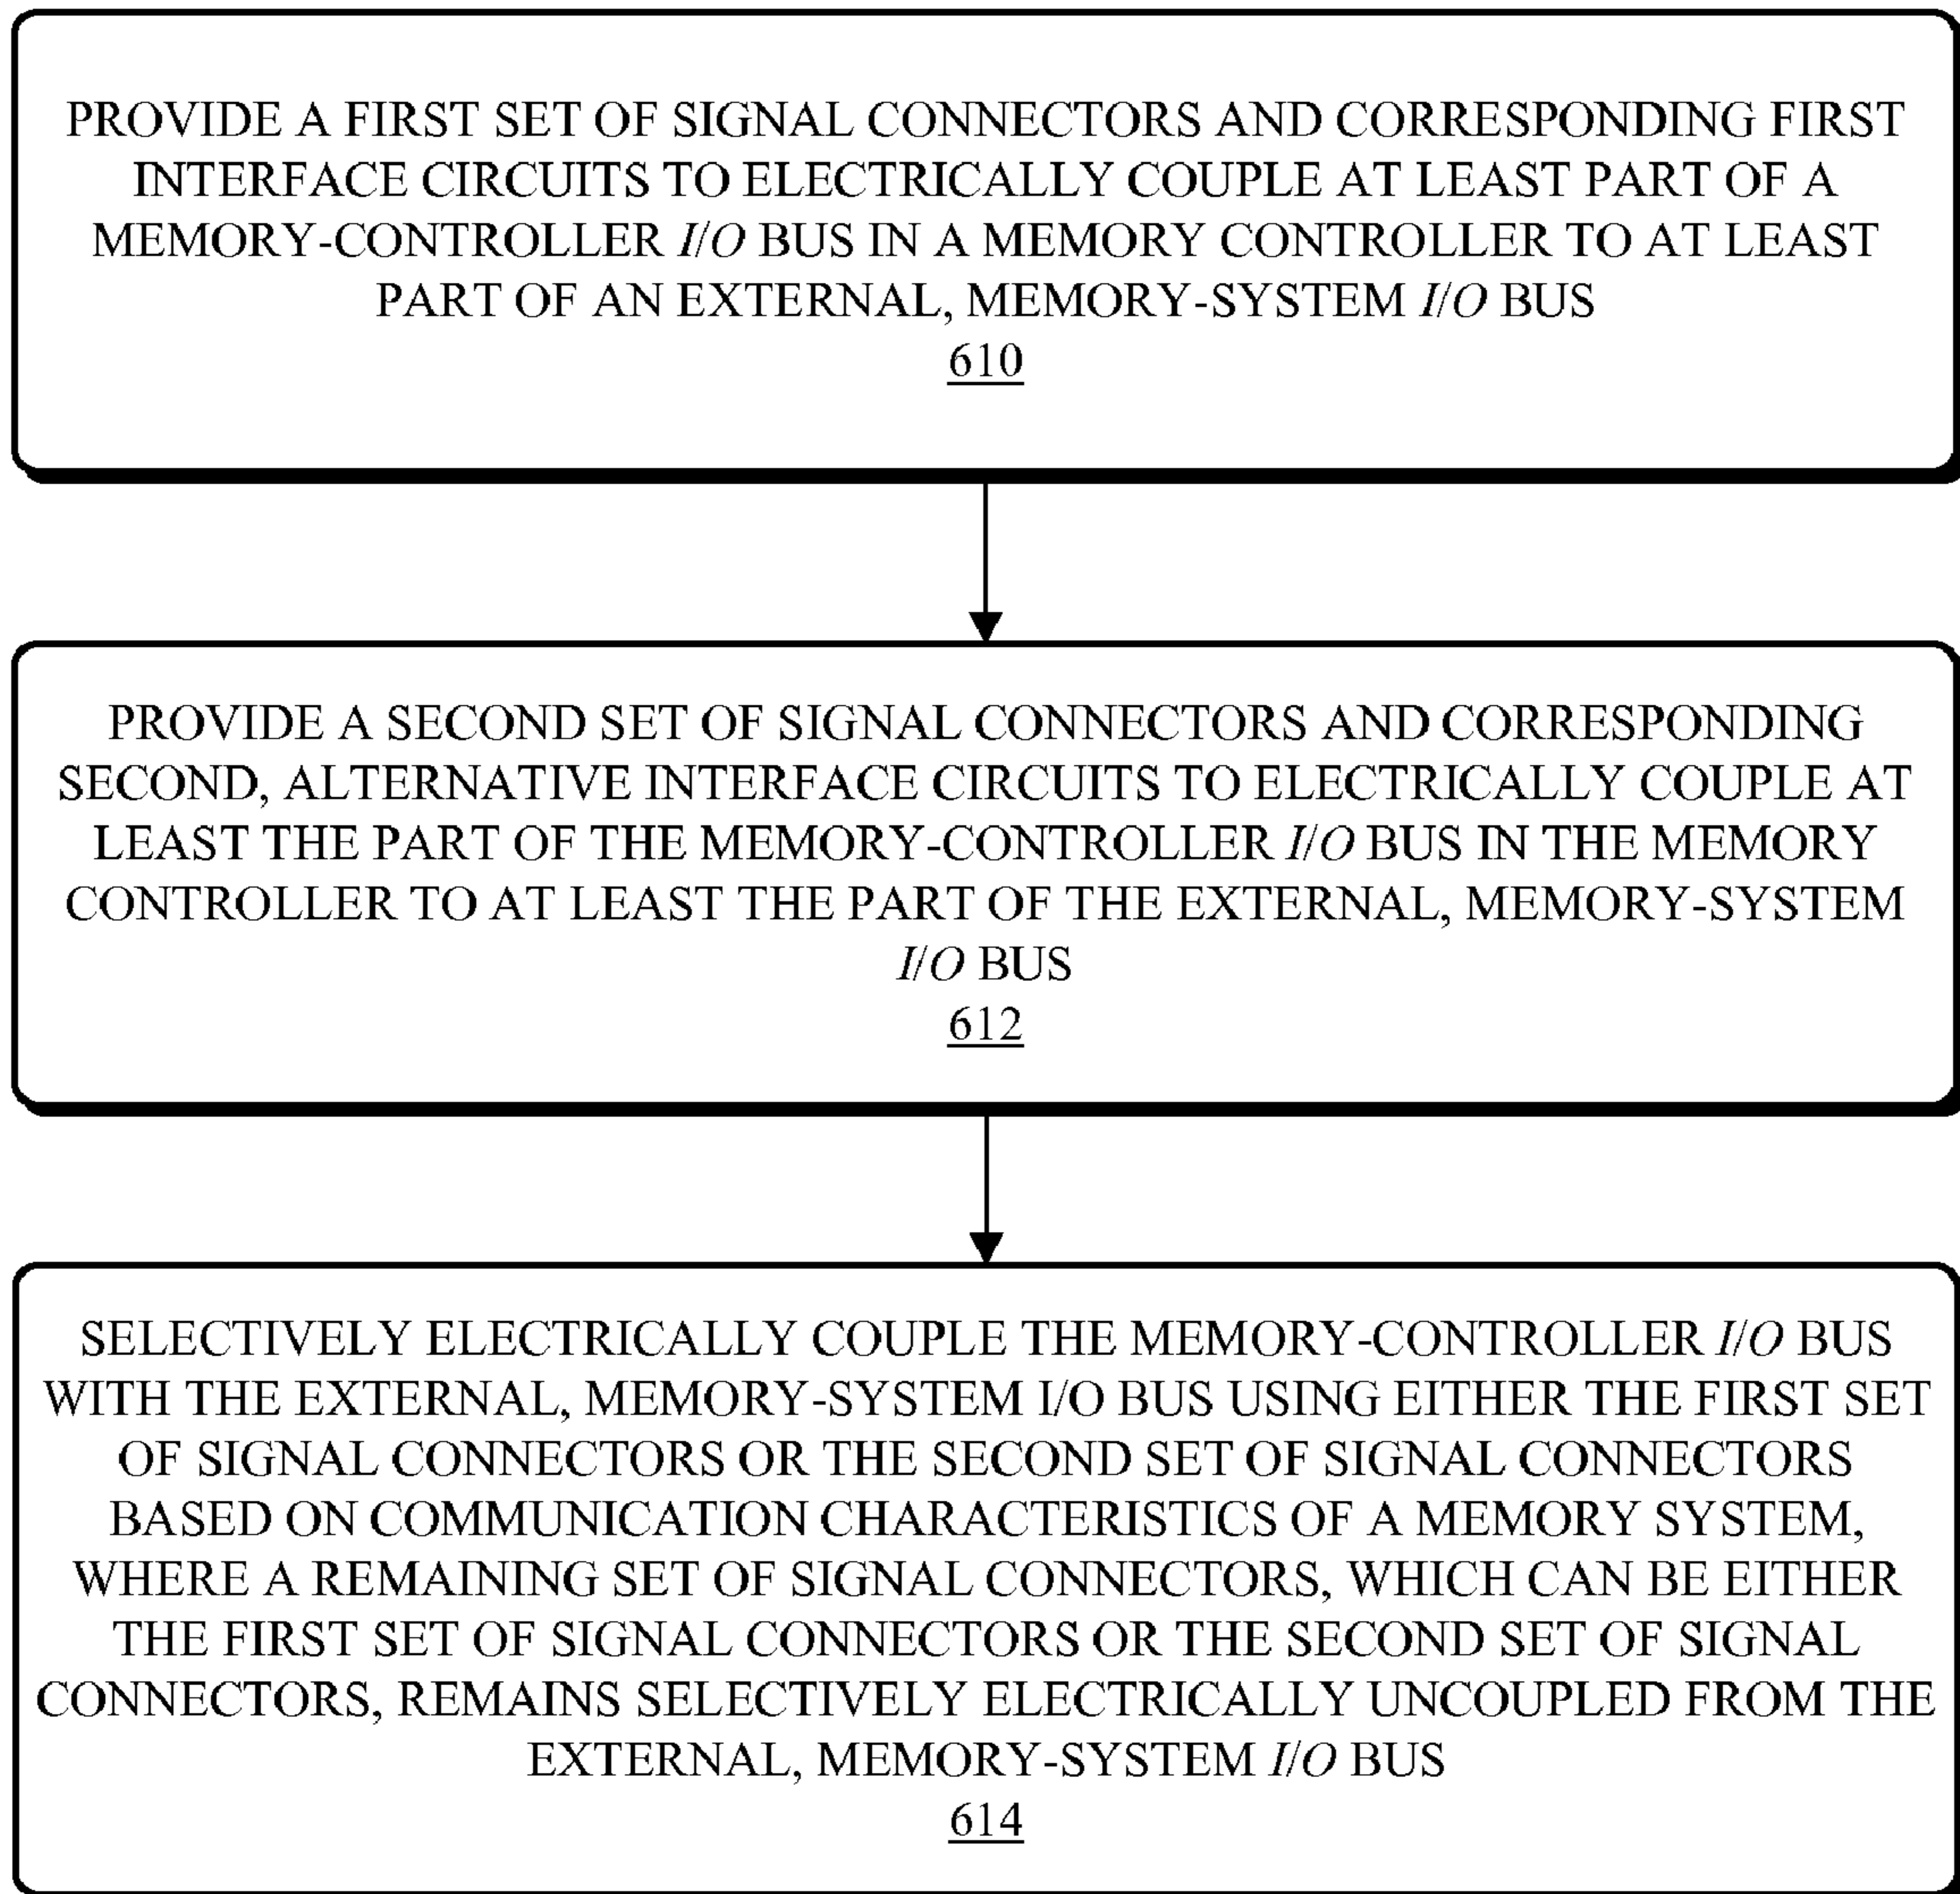 PROVIDE A FIRST SET OF SIGNAL CONNECTORS AND CORRESPONDING FIRST
INTERFACE CIRCUITS TO ELECTRICALLY COUPLE AT LEAST PART OF A
MEMORY-CONTROLLER I/O BUS IN A MEMORY CONTROLLER TO AT LEAST
PART OF AN EXTERNAL, MEMORY-SYSTEM I/O BUS
610
PROVIDE A SECOND SET OF SIGNAL CONNECTORS AND CORRESPONDING
SECOND, ALTERNATIVE INTERFACE CIRCUITS TO ELECTRICALLY COUPLE AT
LEAST THE PART OF THE MEMORY-CONTROLLER I/O BUS IN THE MEMORY
CONTROLLER TO AT LEAST THE PART OF THE EXTERNAL, MEMORY-SYSTEM
I/O BUS
612
SELECTIVELY ELECTRICALLY COUPLE THE MEMORY-CONTROLLER I/O BUS
WITH THE EXTERNAL, MEMORY-SYSTEM I/O BUS USING EITHER THE FIRST SET
OF SIGNAL CONNECTORS OR THE SECOND SET OF SIGNAL CONNECTORS
BASED ON COMMUNICATION CHARACTERISTICS OF A MEMORY SYSTEM,
WHERE A REMAINING SET OF SIGNAL CONNECTORS, WHICH CAN BE EITHER
THE FIRST SET OF SIGNAL CONNECTORS OR THE SECOND SET OF SIGNAL
CONNECTORS, REMAINS SELECTIVELY ELECTRICALLY UNCOUPLED FROM THE
EXTERNAL, MEMORY-SYSTEM I/O BUS
614